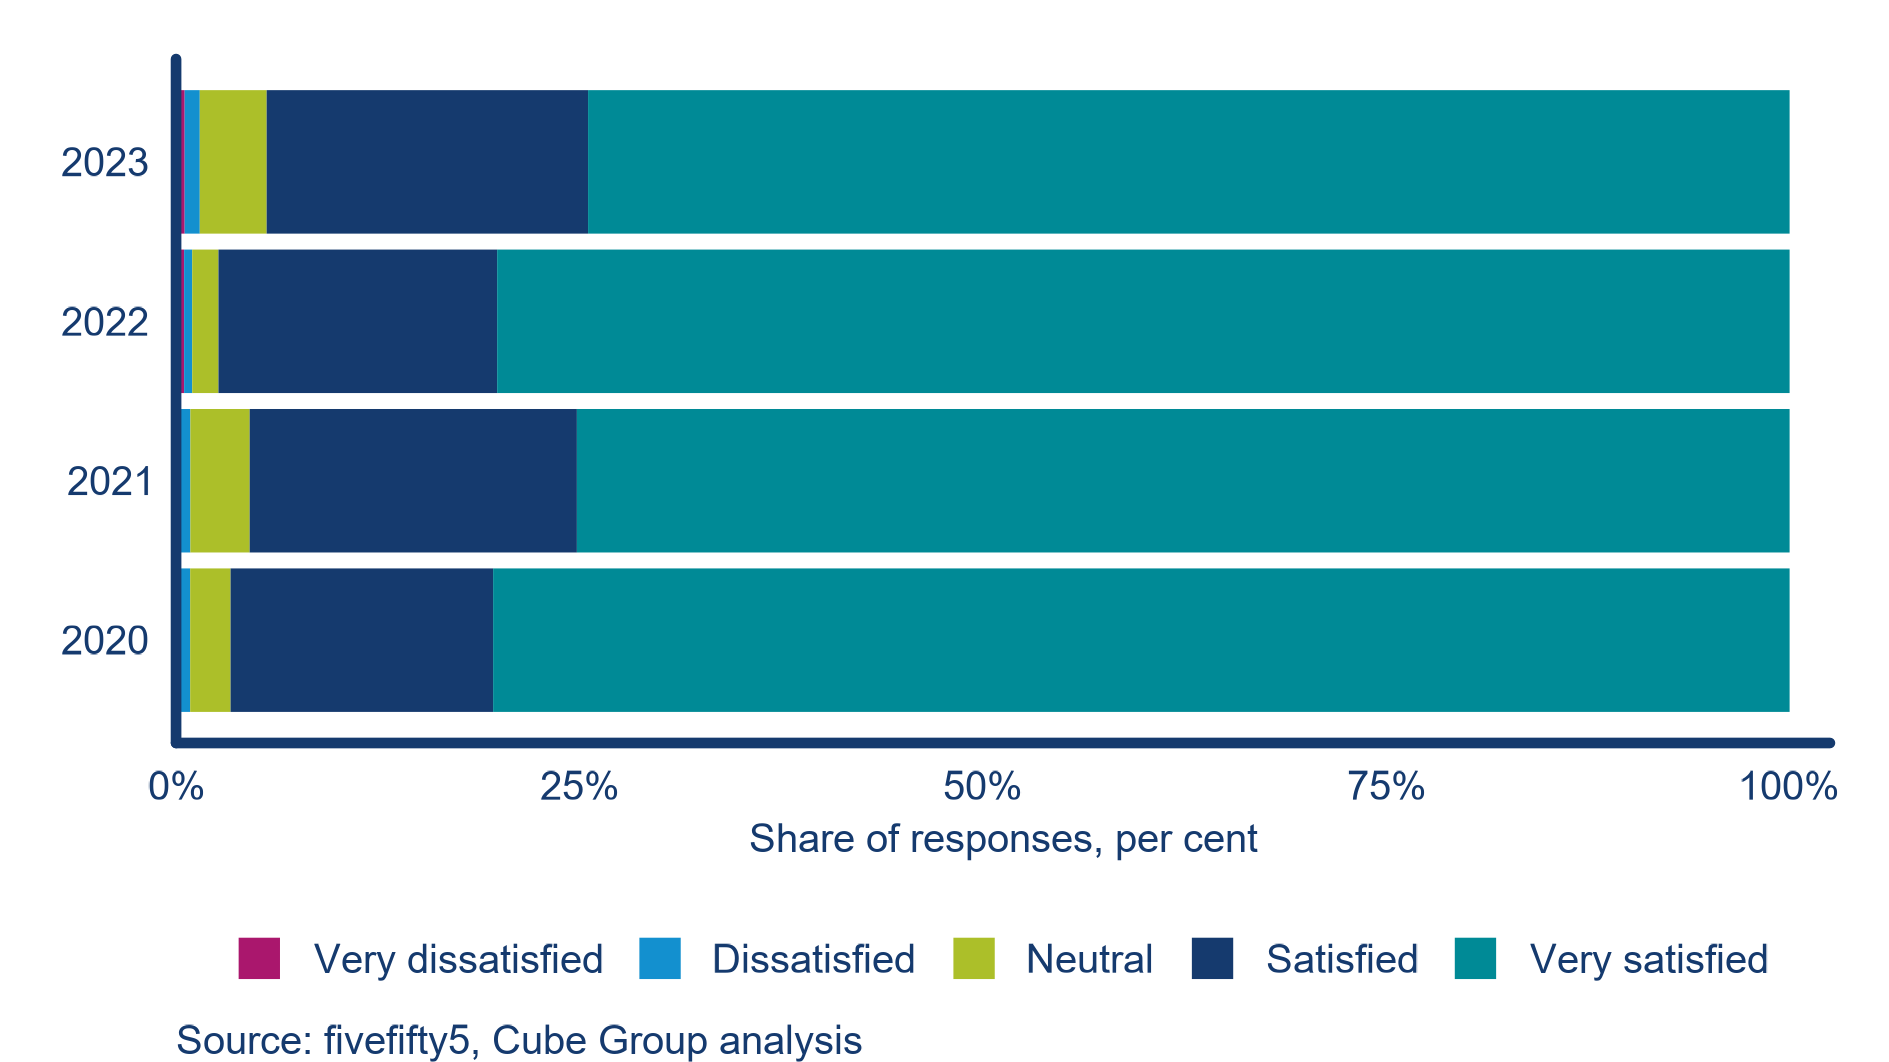 2023
2022
2021
2020
0% 25% 50% 75% 100%
Share of responses, per cent
Very dissatisfied Dissatisfied Neutral Satisfied Very satisfied
Source: fivefifty5, Cube Group analysis